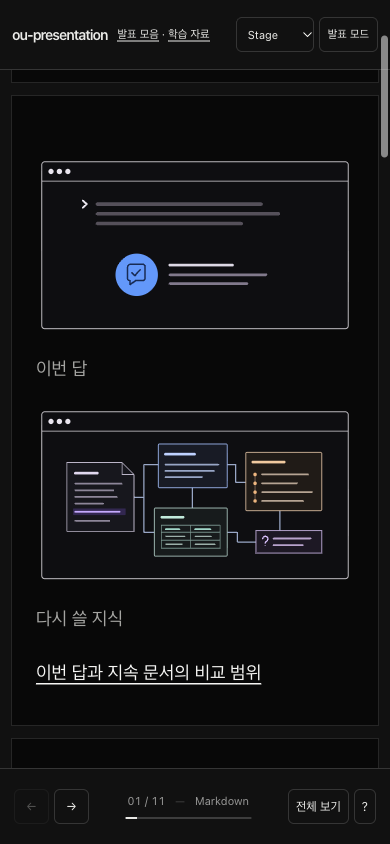 ou-presentation 발표 모음 · 학습 자료 Stage 발표 모드
이번 답
?
다시 쓸 지식
이번 답과 지속 문서의 비교 범위
← → 01 / 11 — Markdown 전체 보기 ?